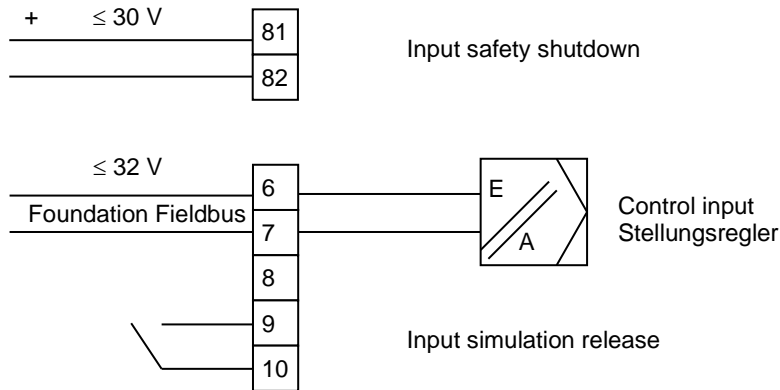 + ≤ 30 V
81
82
Input safety shutdown
≤ 32 V
Foundation Fieldbus
6
7
8
9
10
E
A
Control input
Stellungsregler
Input simulation release